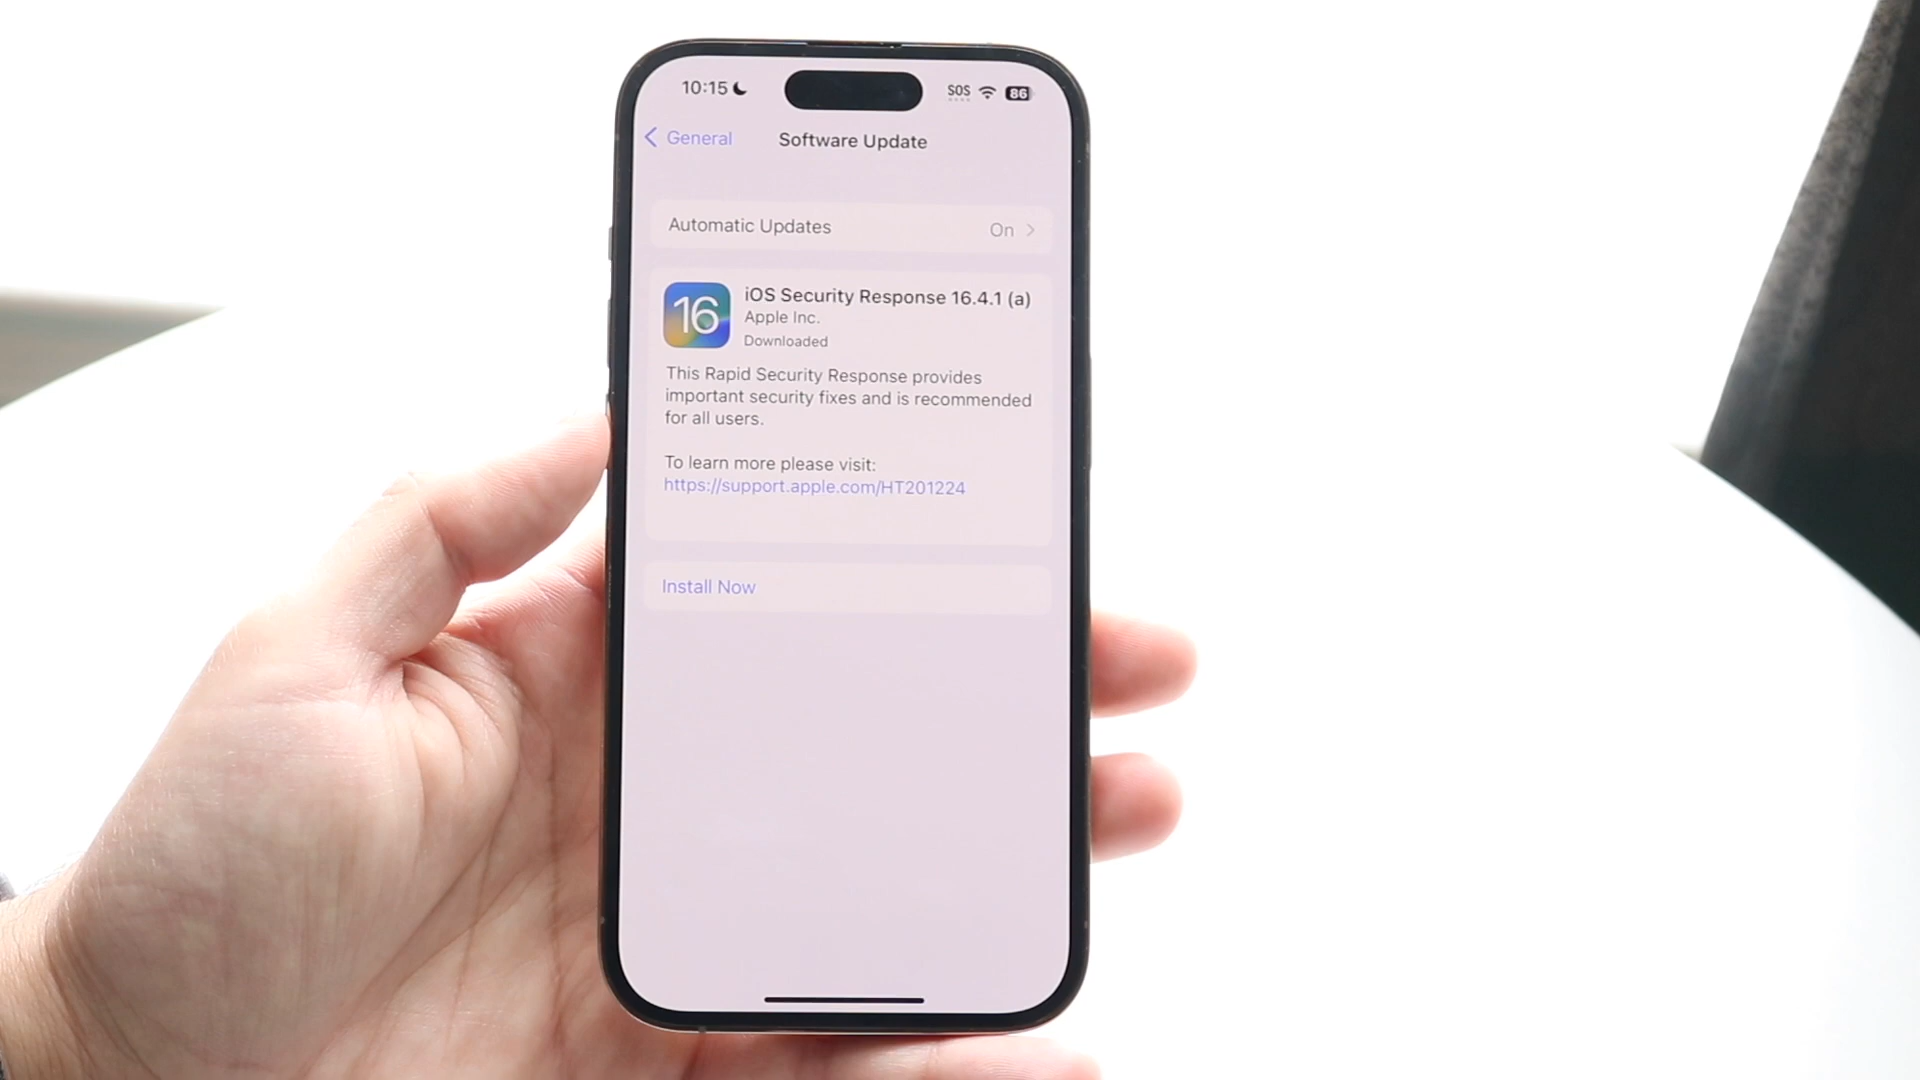 10:15 SOS 86
General Software Update
Automatic Updates On
16 iOS Security Response 16.4.1 (a)
Apple Inc.
Downloaded
This Rapid Security Response provides
important security fixes and is recommended
for all users.
To learn more please visit:
https://support.apple.com/HT201224
Install Now